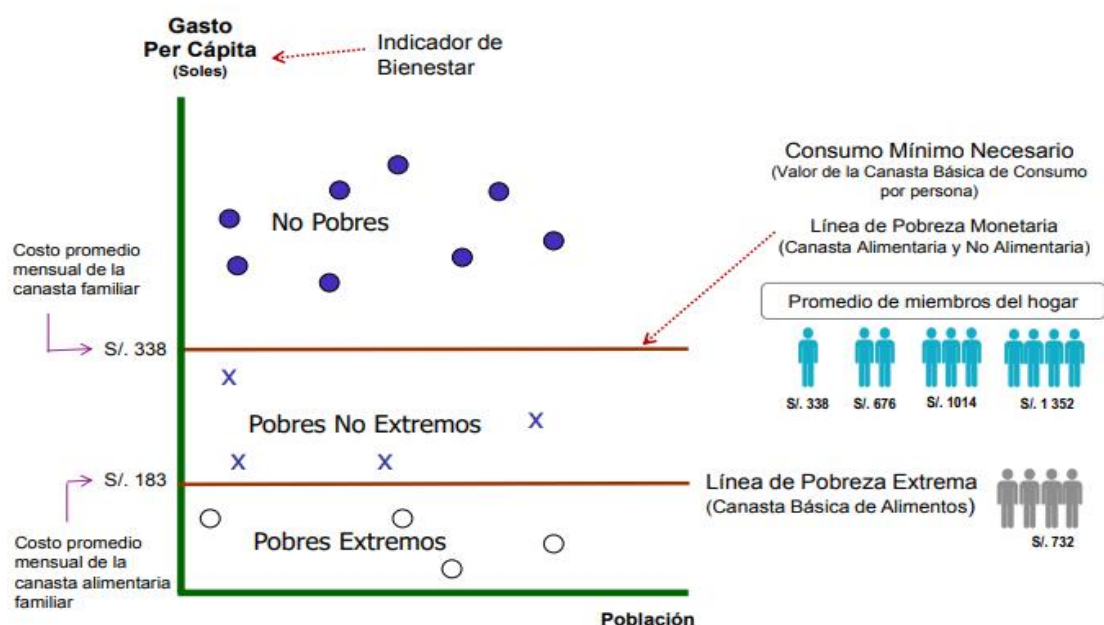 Gasto
Per Cápita
(Soles)
Indicador de
Bienestar
Consumo Mínimo Necesario
(Valor de la Canasta Básica de Consumo
por persona)
No Pobres
Línea de Pobreza Monetaria
(Canasta Alimentaria y No Alimentaria)
Costo promedio
mensual de la
canasta familiar
Promedio de miembros del hogar
S/. 338
S/. 338
S/. 676
S/. 1014
S/. 1 352
X
X
Pobres No Extremos
X
X
S/. 183
Línea de Pobreza Extrema
(Canasta Básica de Alimentos)
S/. 732
Pobres Extremos
Costo promedio
mensual de la
canasta alimentaria
familiar
Población